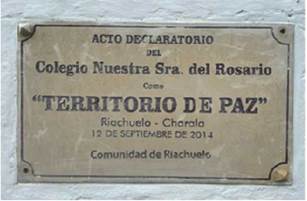 ACTO DECLARATORIO
DEL
Colegio Nuestra Sra. del Rosario
Como
"TERRITORIO DE PAZ"
Riachuelo - Charala
12 DE SEPTIEMBRE DE 2014
Comunidad de Riachuelo